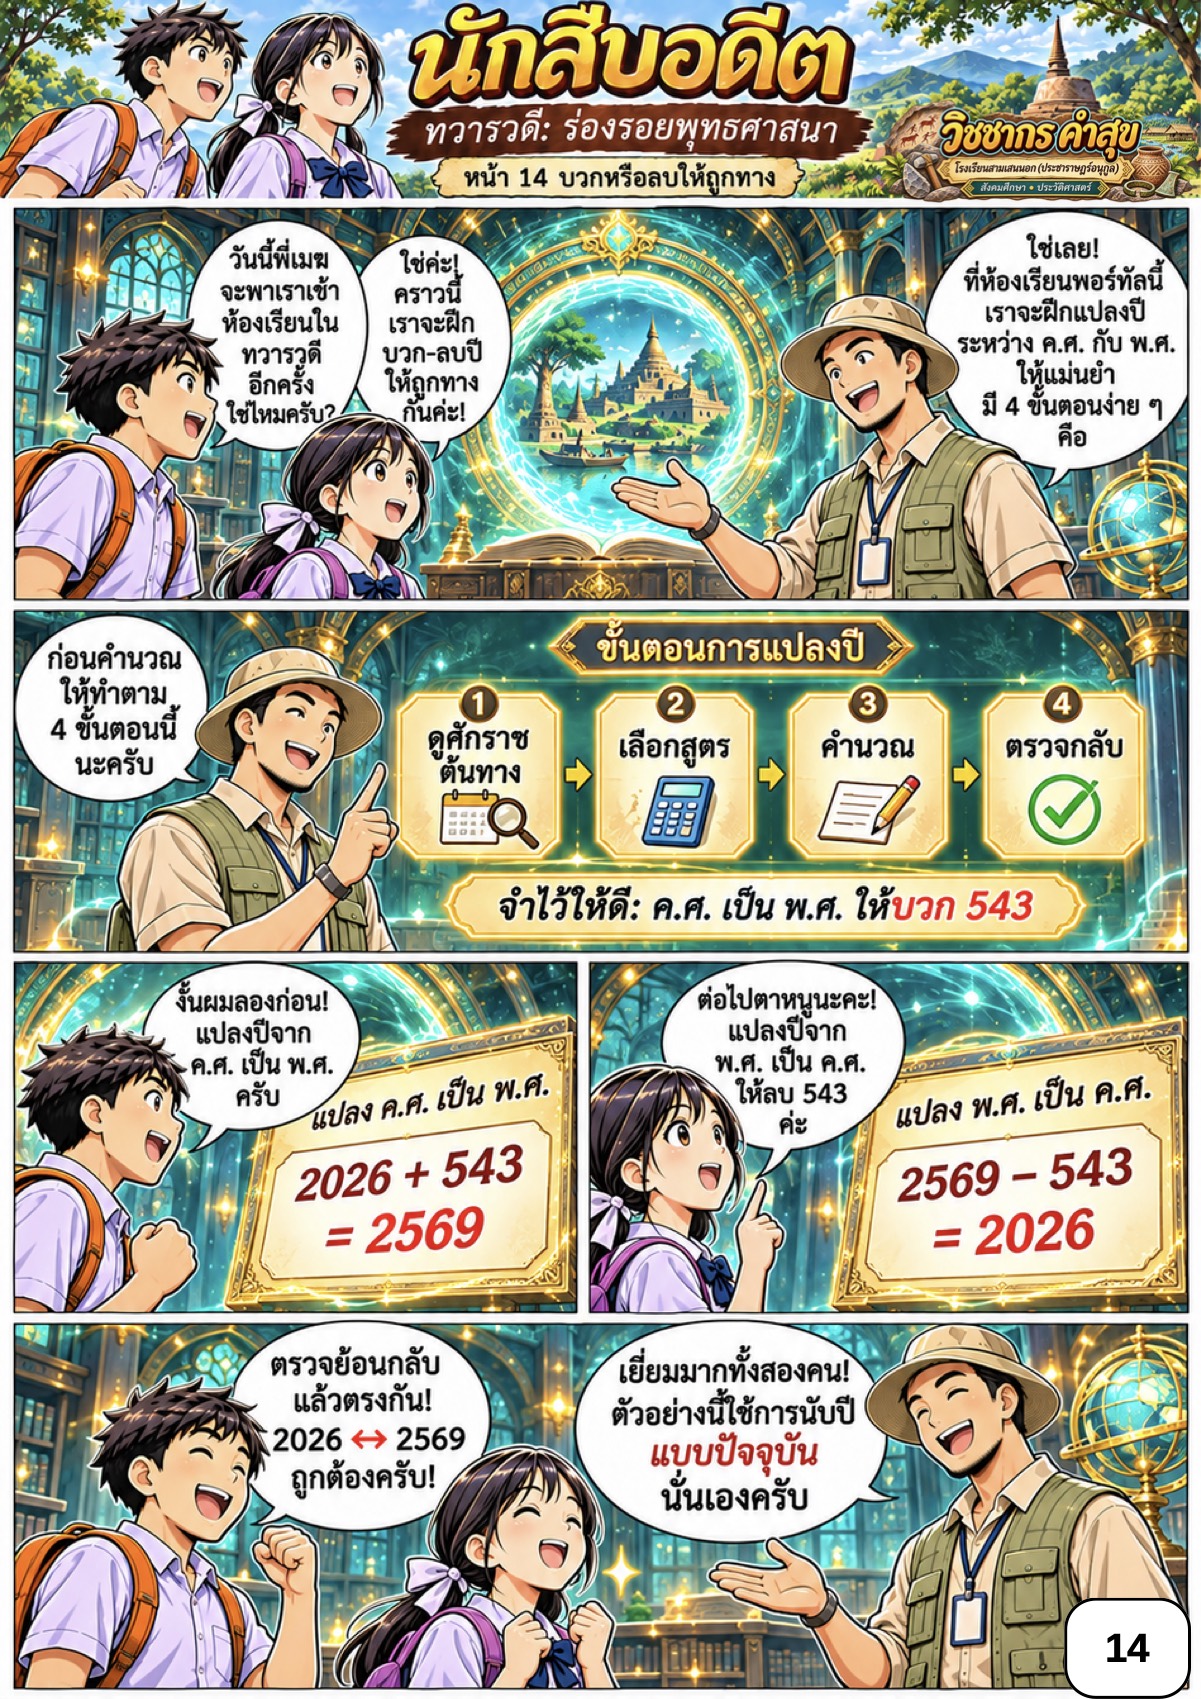 นักสืบอดีต
ทวารวดี: ร่องรอยพุทธศาสนา
หน้า 14 บวกหรือลบให้ถูกทาง
วิชชากร คำสุข
โรงเรียนสามเสนนอก (ประชาราษฎร์อนุกูล)
สังคมศึกษา • ประวัติศาสตร์
วันนี้พี่เมฆ
จะพาเราเข้า
ห้องเรียนใน
ทวารวดี
อีกครั้ง
ใช่ไหมครับ?
ใช่ค่ะ!
คราวนี้
เราจะฝึก
บวก-ลบปี
ให้ถูกทาง
กันค่ะ!
ใช่เลย!
ที่ห้องเรียนพอร์ทัลนี้
เราจะฝึกแปลงปี
ระหว่าง ค.ศ. กับ พ.ศ.
ให้แม่นยำ
มี 4 ขั้นตอนง่าย ๆ
คือ
ก่อนคำนวณ
ให้ทำตาม
4 ขั้นตอนนี้
นะครับ
ขั้นตอนการแปลงปี
1
ดูศักราช
ต้นทาง
2
เลือกสูตร
3
คำนวณ
4
ตรวจกลับ
จำไว้ให้ดี: ค.ศ. เป็น พ.ศ. ให้บวก 543
งั้นผมลองก่อน!
แปลงปีจาก
ค.ศ. เป็น พ.ศ.
ครับ
แปลง ค.ศ. เป็น พ.ศ.
2026 + 543
= 2569
ต่อไปตาหนูนะคะ!
แปลงปีจาก
พ.ศ. เป็น ค.ศ.
ให้ลบ 543
ค่ะ
แปลง พ.ศ. เป็น ค.ศ.
2569 – 543
= 2026
ตรวจย้อนกลับ
แล้วตรงกัน!
2026 ↔ 2569
ถูกต้องครับ!
เยี่ยมมากทั้งสองคน!
ตัวอย่างนี้ใช้การนับปี
แบบปัจจุบัน
นั่นเองครับ
14